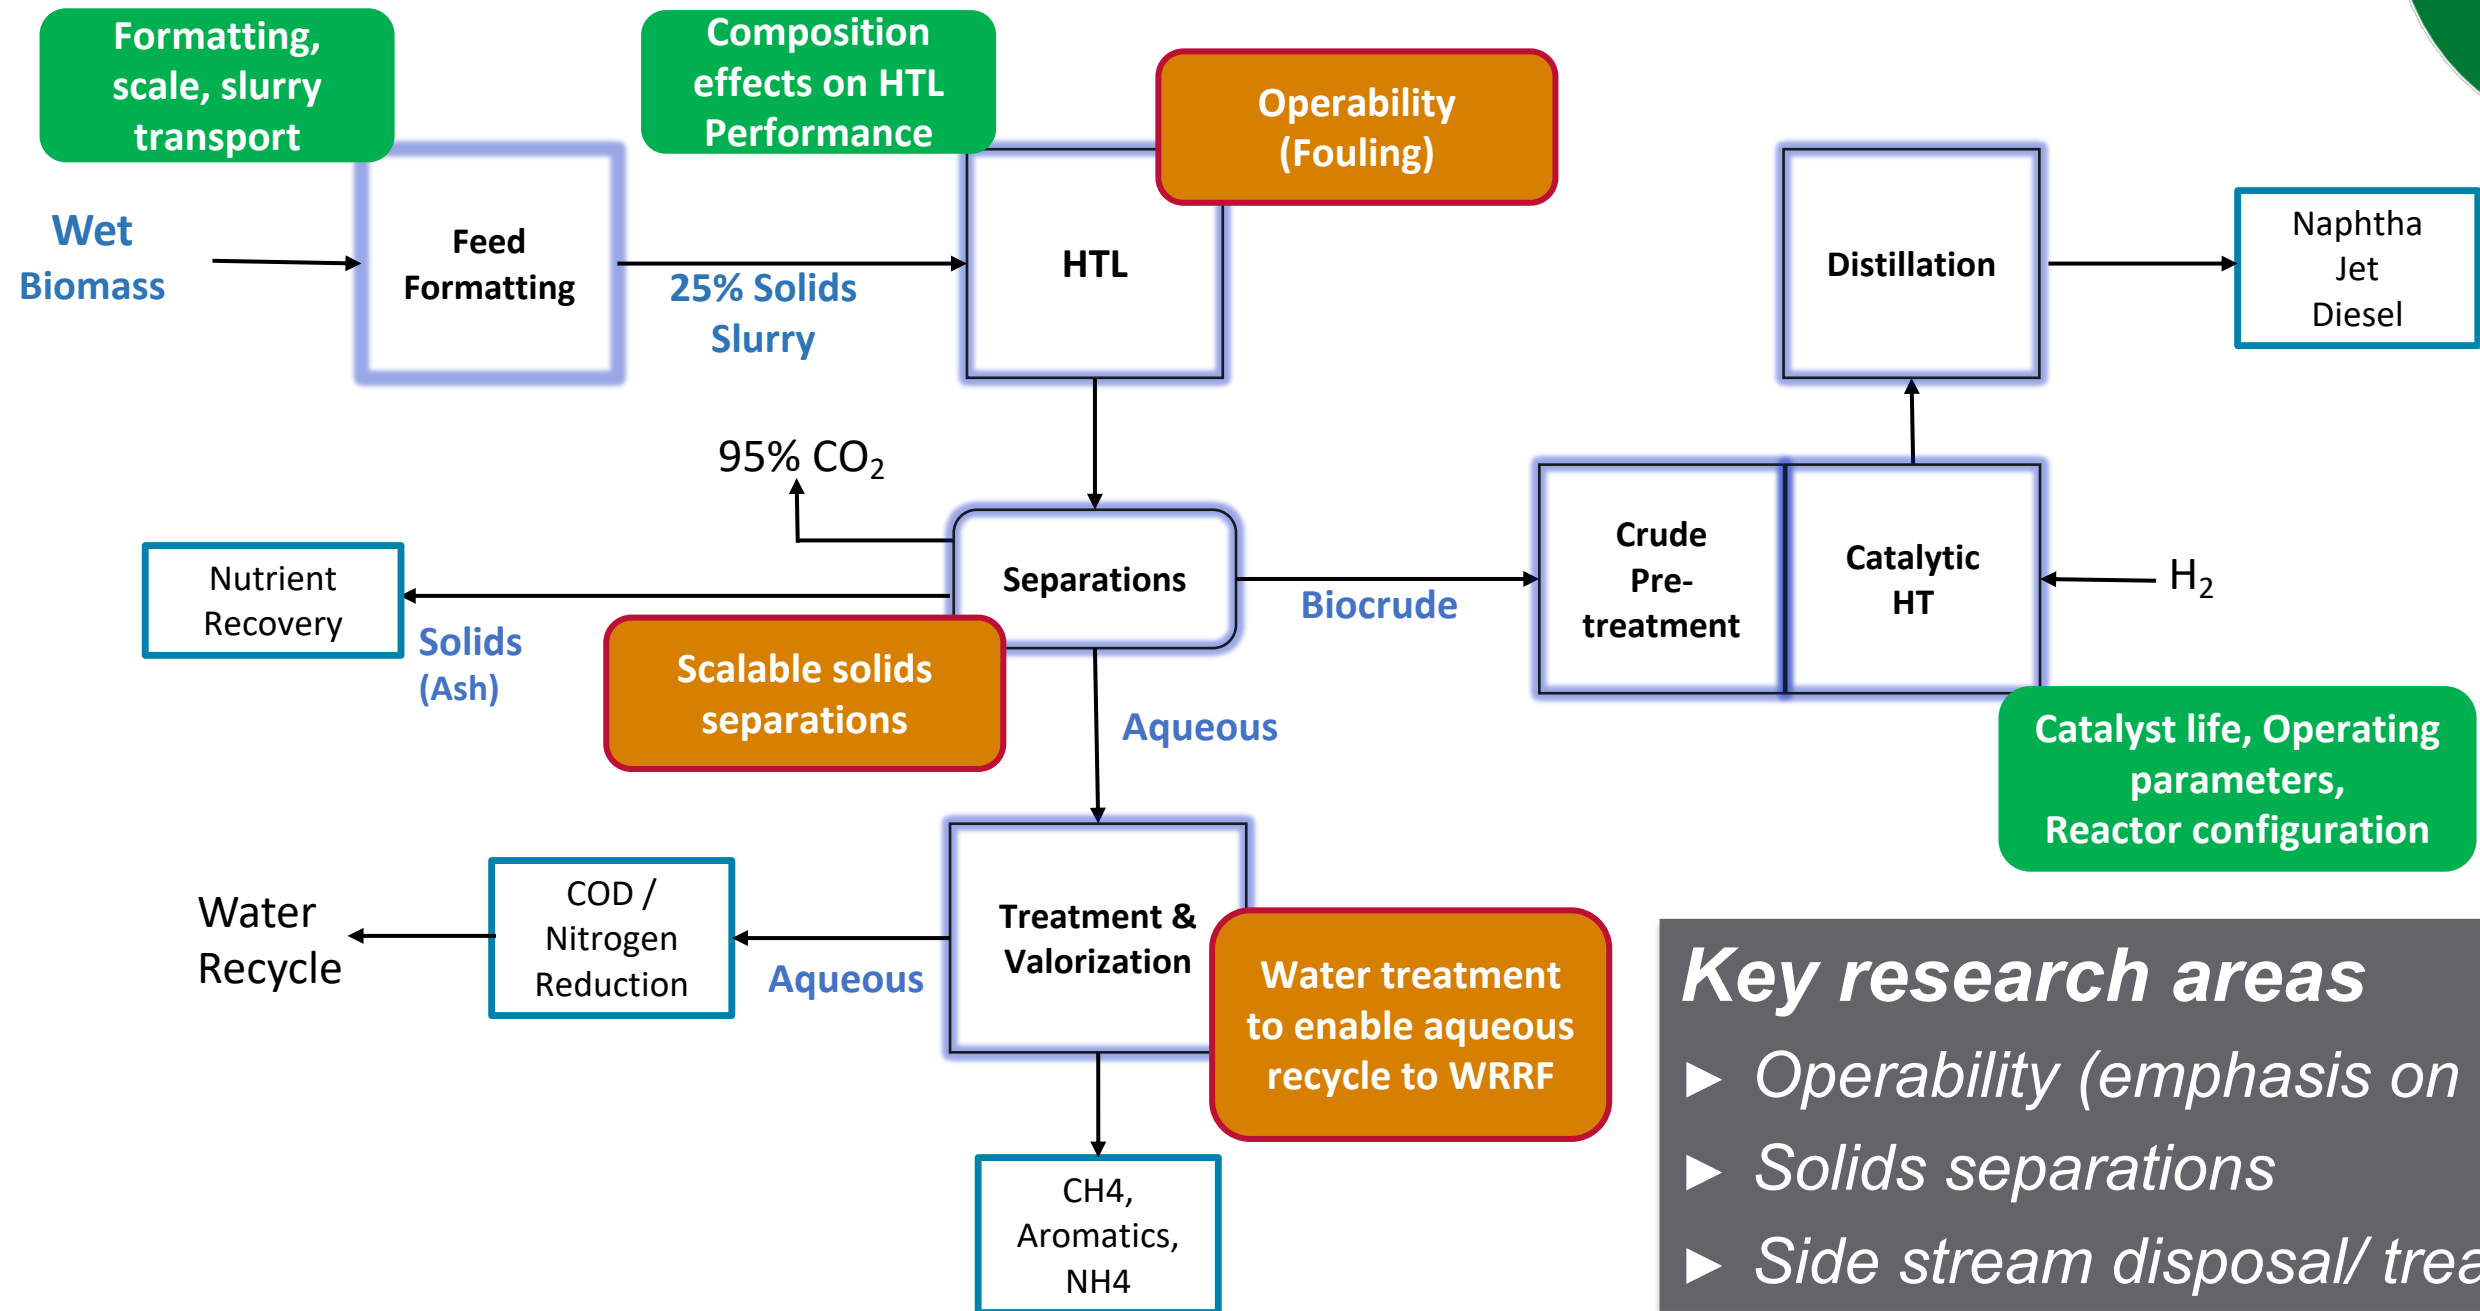 Formatting,
scale, slurry
transport
Composition
effects on HTL
Performance
Operability
(Fouling)
Wet
Biomass
Feed
Formatting
25% Solids
Slurry
HTL
Distillation
Naphtha
Jet
Diesel
95% CO₂
Nutrient
Recovery
Solids
(Ash)
Separations
Scalable solids
separations
Biocrude
Crude
Pre-
treatment
Catalytic
HT
H₂
Catalyst life, Operating
parameters,
Reactor configuration
Aqueous
Water
Recycle
COD /
Nitrogen
Reduction
Aqueous
Treatment &
Valorization
Water treatment
to enable aqueous
recycle to WRRF
CH4,
Aromatics,
NH4
Key research areas
► Operability (emphasis on
► Solids separations
► Side stream disposal/ trea